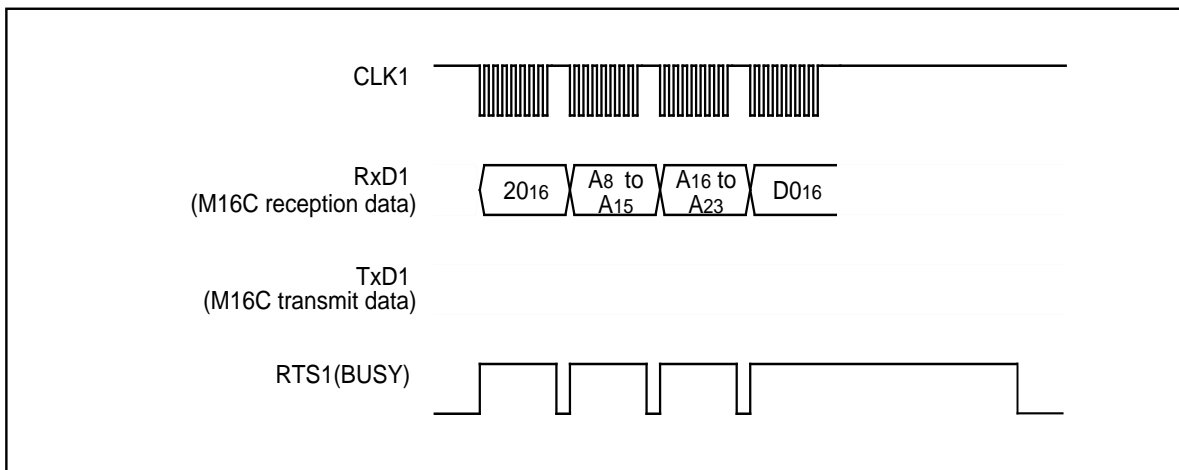 CLK1
RxD1
(M16C reception data)
2016
A8 to
A15
A16 to
A23
D016
TxD1
(M16C transmit data)
RTS1(BUSY)